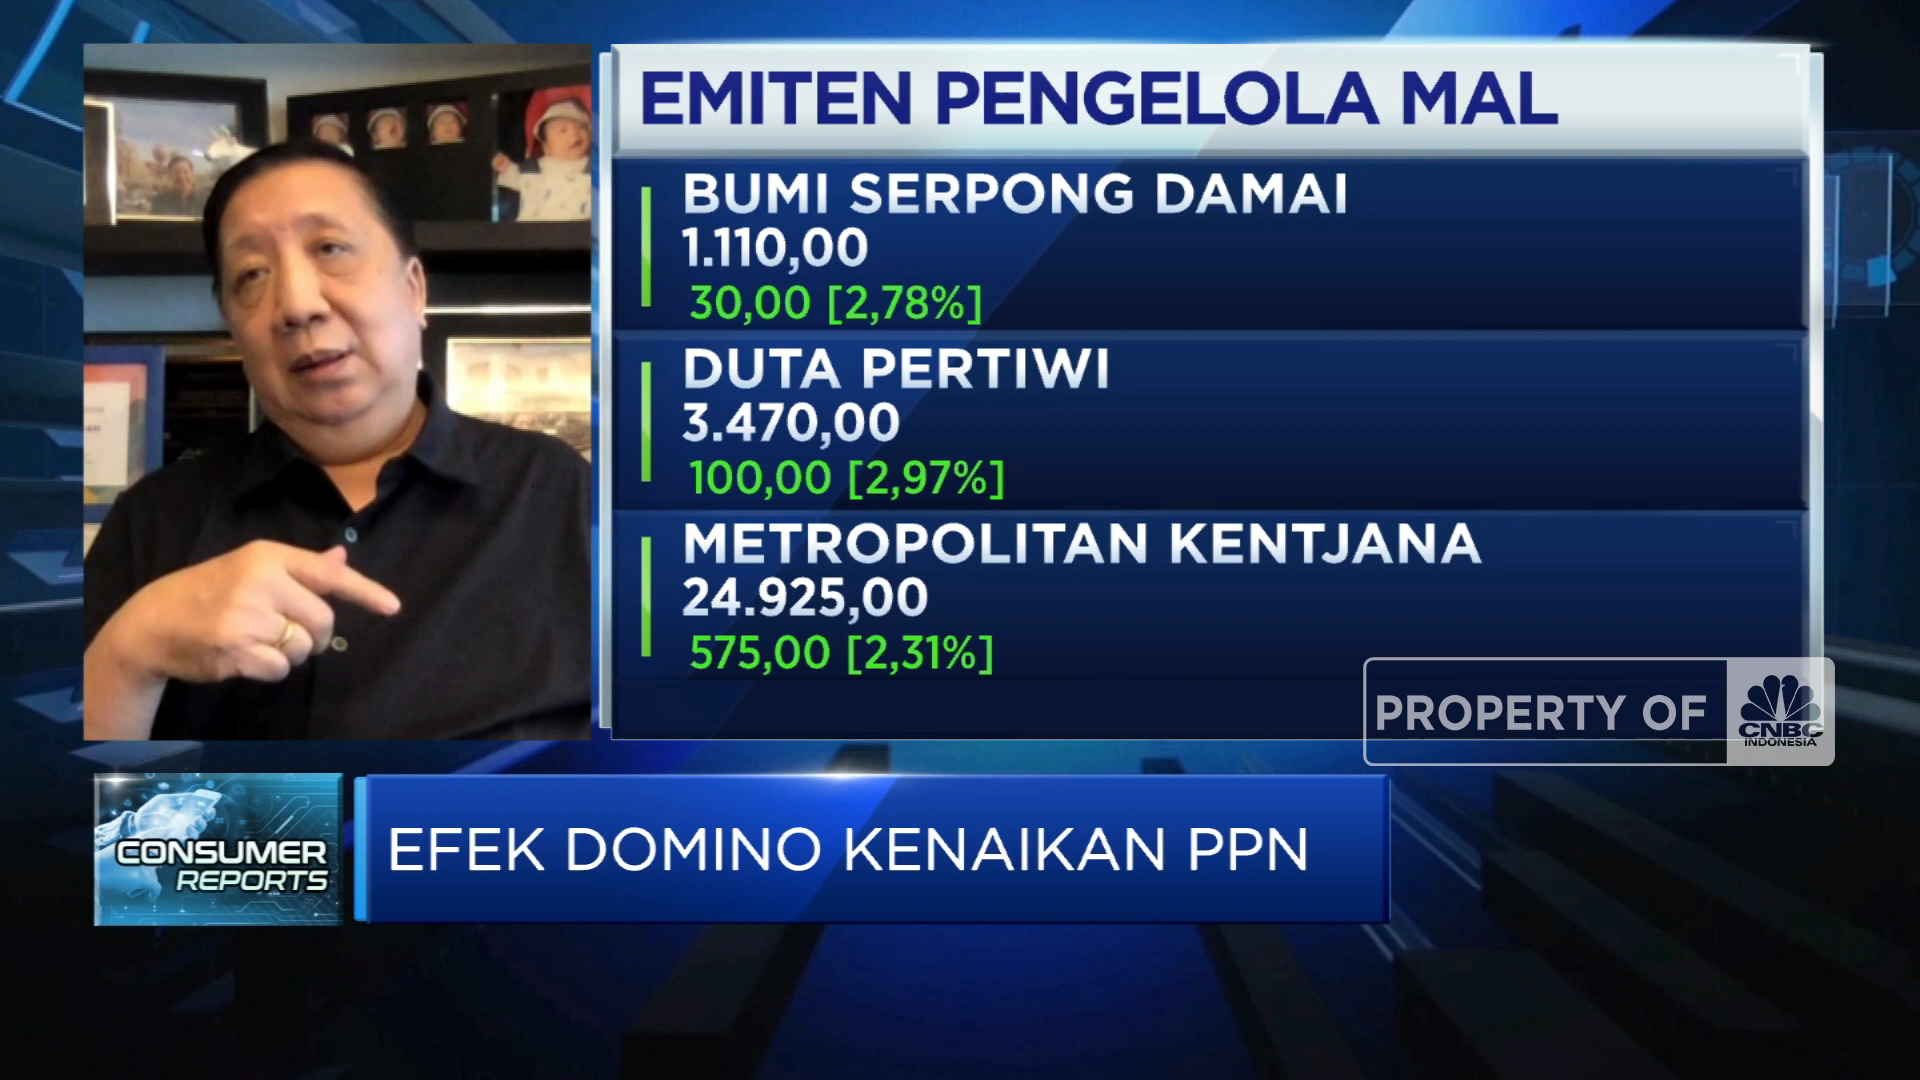 EMITEN PENGELOLA MAL
BUMI SERPONG DAMAI
1.110,00
30,00 [2,78%]
DUTA PERTIWI
3.470,00
100,00 [2,97%]
METROPOLITAN KENTJANA
24.925,00
575,00 [2,31%]
PROPERTY OF
CNBC
INDONESIA
CONSUMER
REPORTS
EFEK DOMINO KENAIKAN PPN